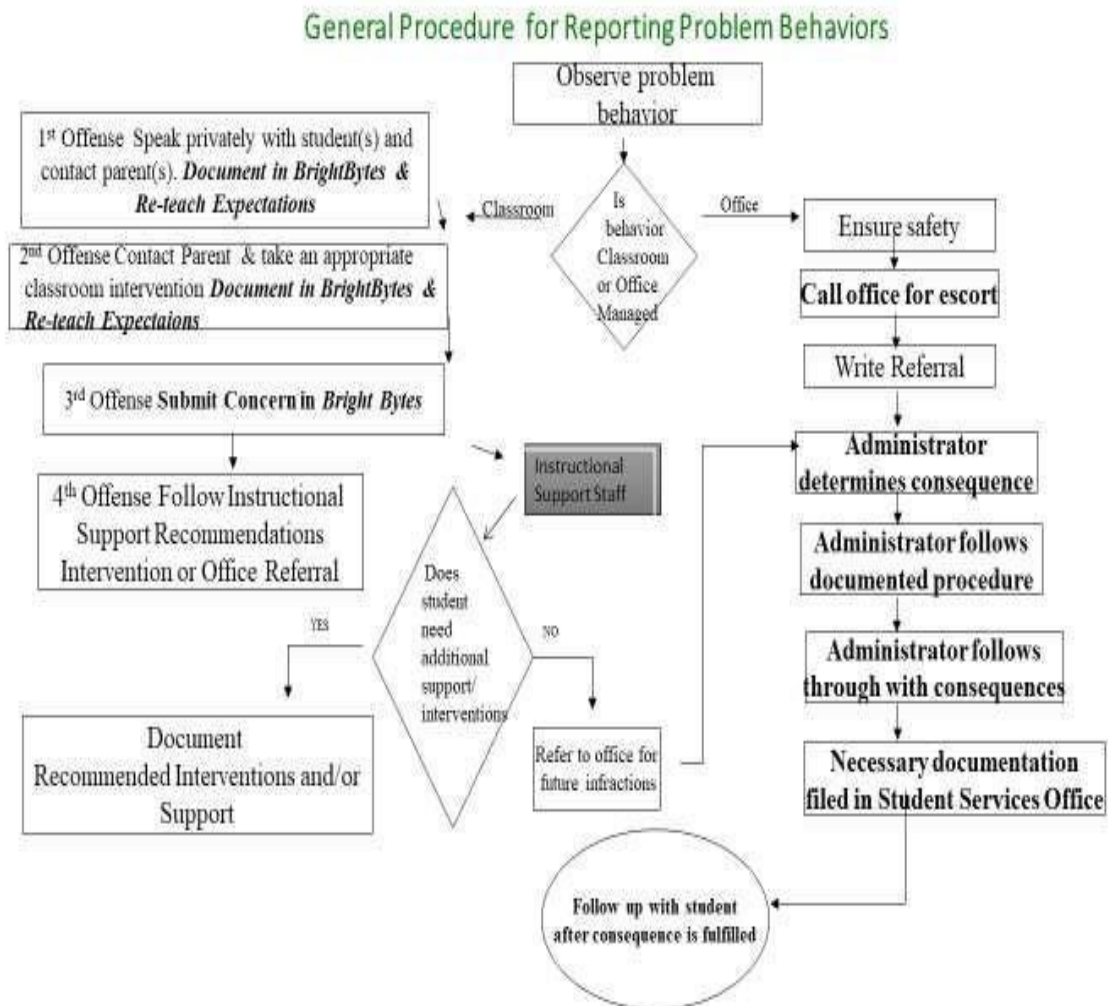 General Procedure for Reporting Problem Behaviors
Observe problem
behavior
1st Offense Speak privately with student(s) and
contact parent(s). Document in BrightBytes &
Re-teach Expectations
Classroom
Is
behavior
Classroom
or Office
Managed
Office
Ensure safety
2nd Offense Contact Parent & take an appropriate
classroom intervention Document in BrightBytes &
Re-teach Expectaions
Call office for escort
Write Referral
3rd Offense Submit Concern in Bright Bytes
Instructional
Support Staff
Administrator
determines consequence
4th Offense Follow Instructional
Support Recommendations
Intervention or Office Referral
Administrator follows
documented procedure
Does
student
need
additional
support/
interventions
YES
NO
Administrator follows
through with consequences
Document
Recommended Interventions and/or
Support
Refer to office for
future infractions
Necessary documentation
filed in Student Services Office
Follow up with student
after consequence is fulfilled